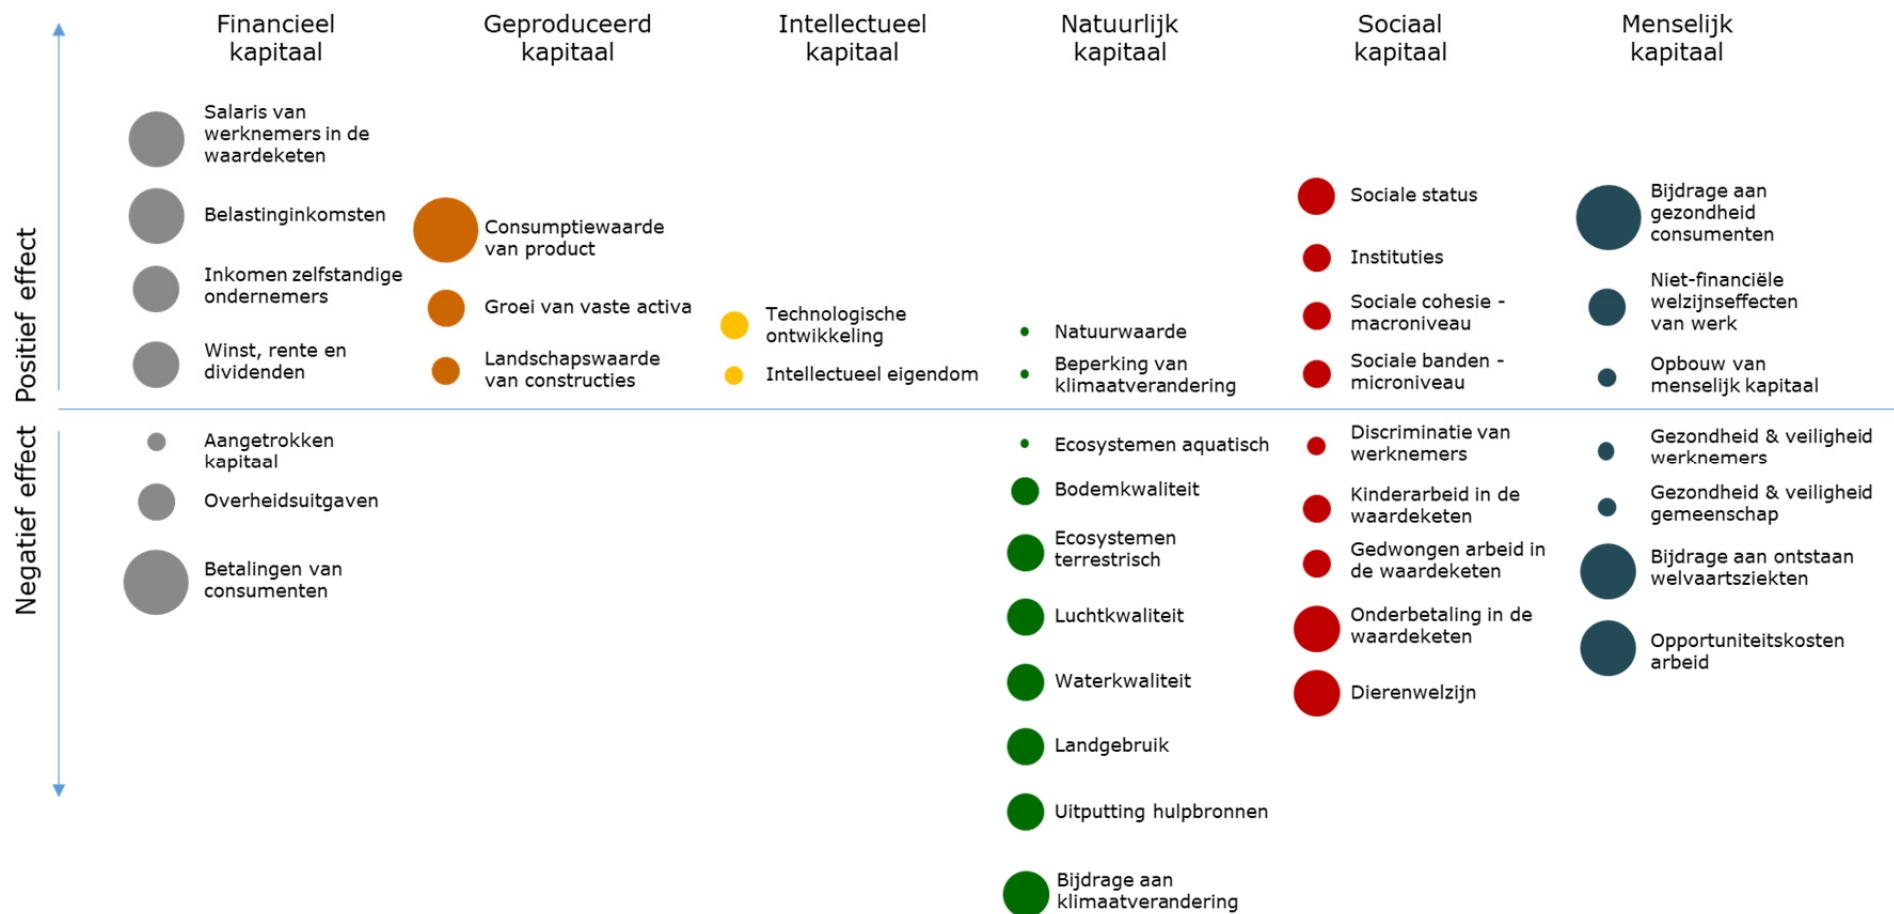 Financieel
kapitaal
Geproduceerd
kapitaal
Intellectueel
kapitaal
Natuurlijk
kapitaal
Sociaal
kapitaal
Menselijk
kapitaal
Positief effect
Negatief effect
Salaris van
werknemers in de
waardeketen
Belastinginkomsten
Inkomen zelfstandige
ondernemers
Winst, rente en
dividenden
Aangetrokken
kapitaal
Overheidsuitgaven
Betalingen van
consumenten
Consumptiewaarde
van product
Groei van vaste activa
Landschapswaarde
van constructies
Technologische
ontwikkeling
Intellectueel eigendom
Natuurwaarde
Beperking van
klimaatverandering
Ecosystemen aquatisch
Bodemkwaliteit
Ecosystemen
terrestrisch
Luchtkwaliteit
Waterkwaliteit
Landgebruik
Uitputting hulpbronnen
Bijdrage aan
klimaatverandering
Sociale status
Instituties
Sociale cohesie -
macroniveau
Sociale banden -
microniveau
Discriminatie van
werknemers
Kinderarbeid in de
waardeketen
Gedwongen arbeid in
de waardeketen
Onderbetaling in de
waardeketen
Dierenwelzijn
Bijdrage aan
gezondheid
consumenten
Niet-financiële
welzijnseffecten
van werk
Opbouw van
menselijk kapitaal
Gezondheid & veiligheid
werknemers
Gezondheid & veiligheid
gemeenschap
Bijdrage aan ontstaan
welvaartsziekten
Opportuniteitskosten
arbeid